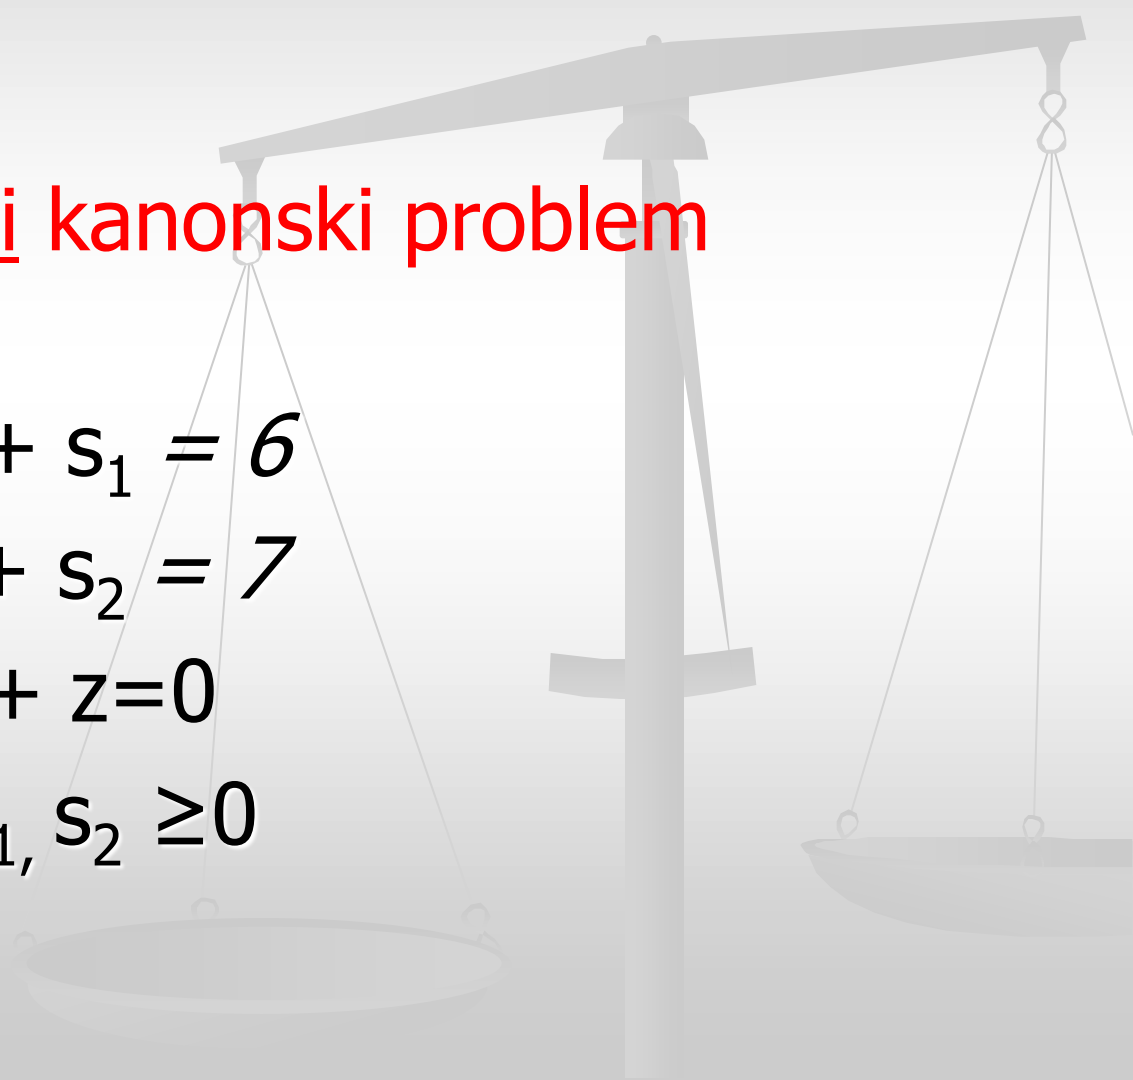 i kanonski problem
+ s₁ = 6
+ s₂ = 7
+ z=0
1, s₂ ≥0